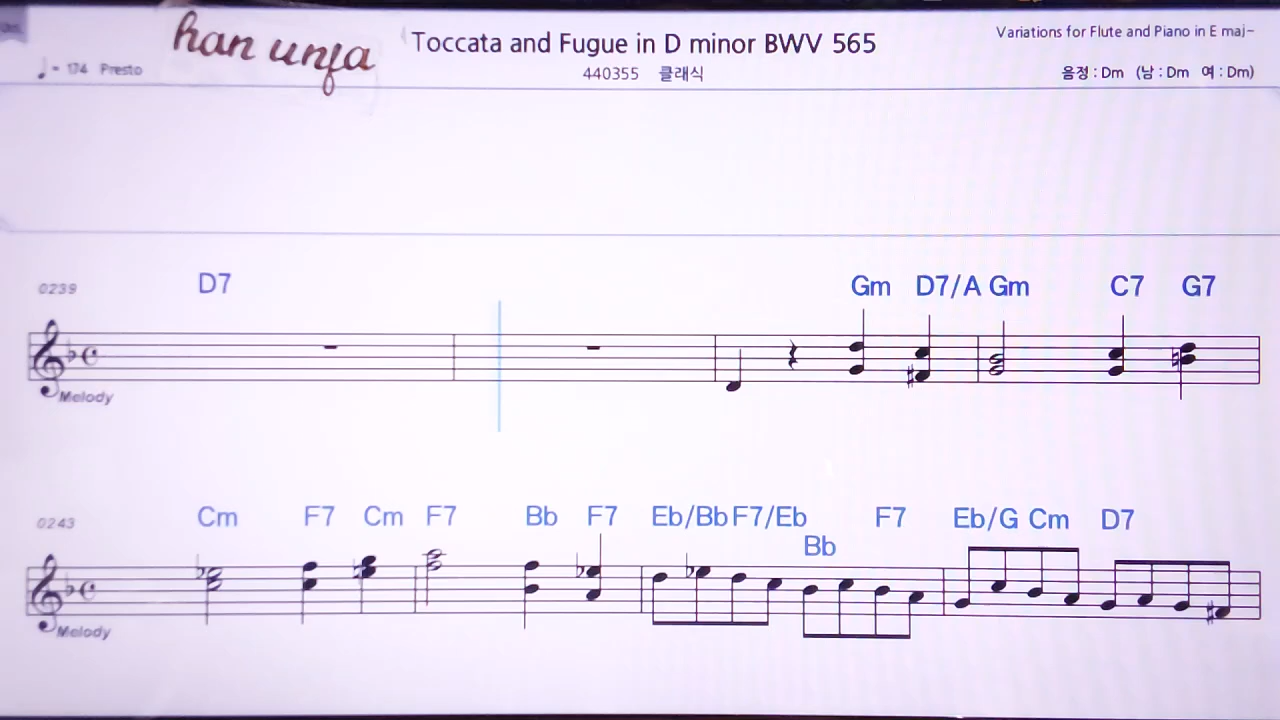 han unfa
Toccata and Fugue in D minor BWV 565
Variations for Flute and Piano in E maj~
♩= 174 Presto
440355 클래식
음정 : Dm (남 : Dm 여 : Dm)
0239 D7 Gm D7/A Gm C7 G7
Melody
0243 Cm F7 Cm F7 Bb F7 Eb/Bb F7/Eb F7 Eb/G Cm D7
Bb
Melody